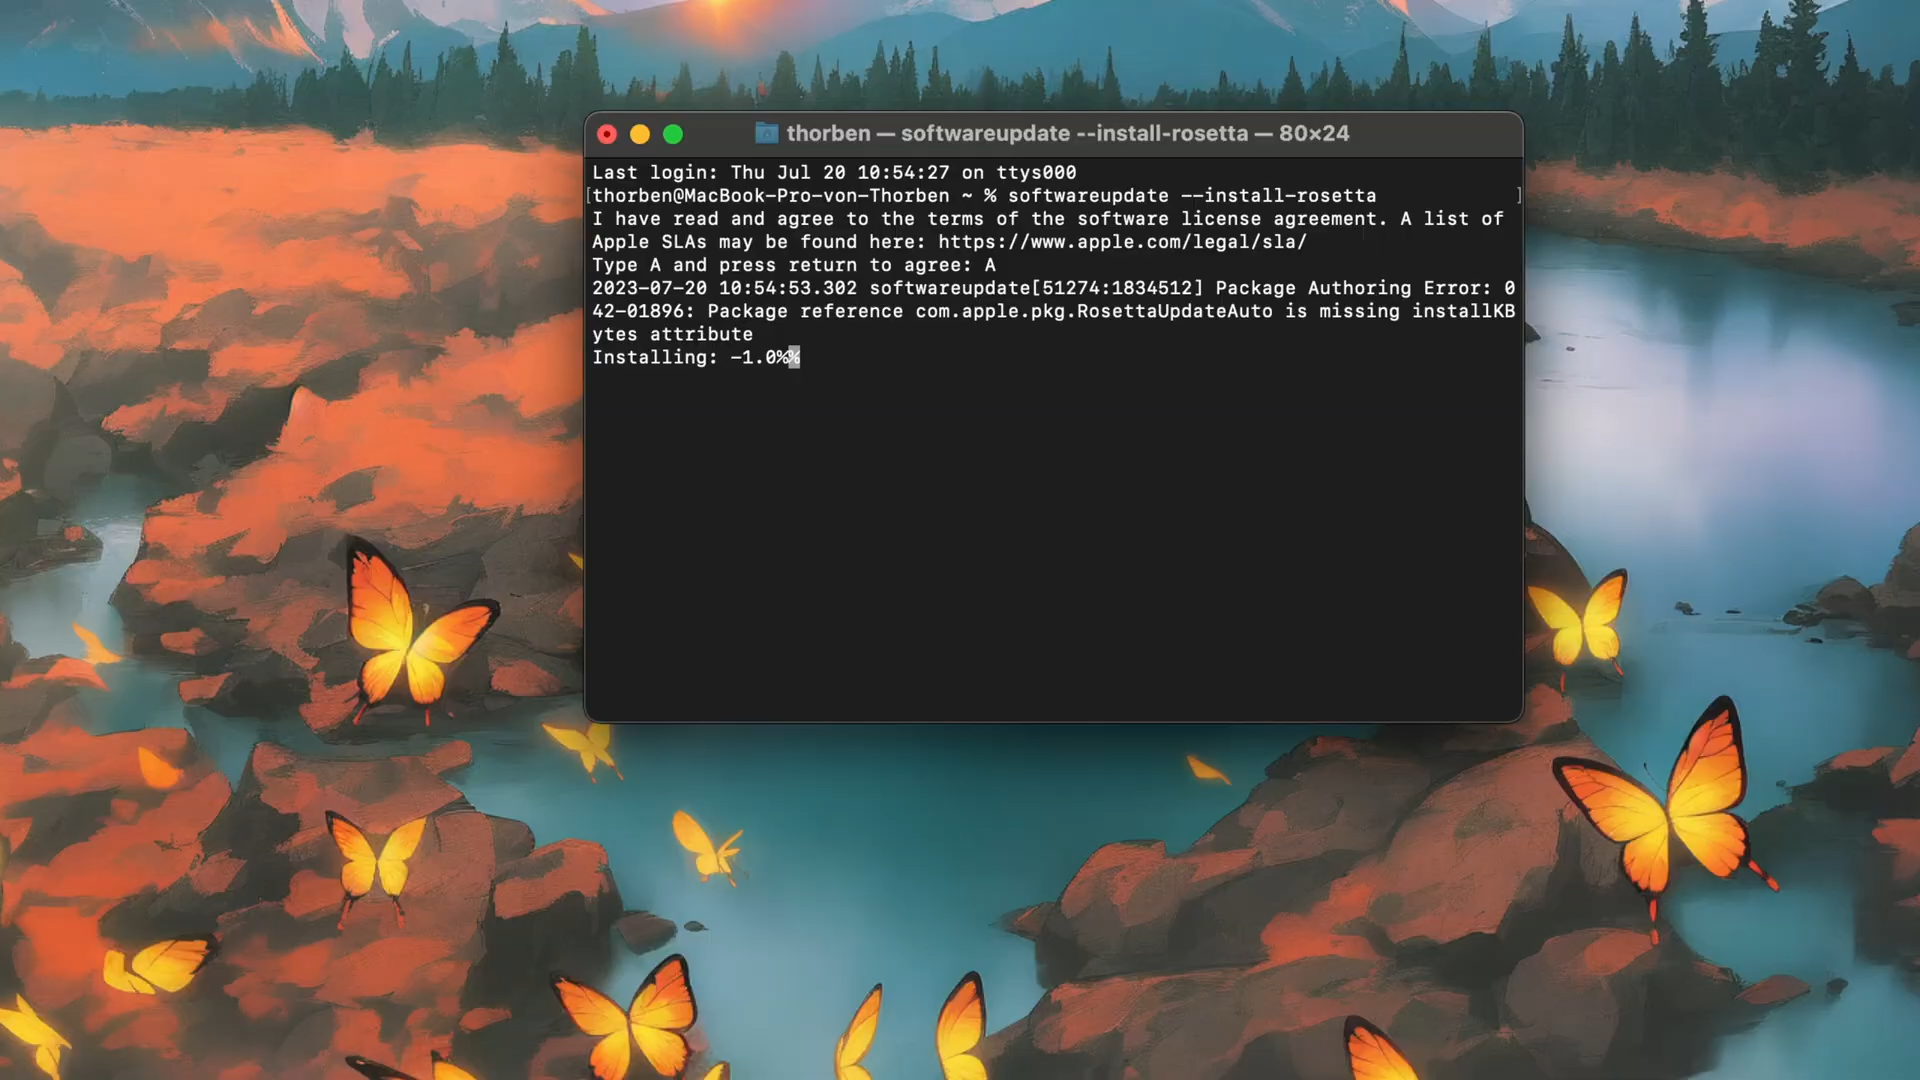 thorben — softwareupdate --install-rosetta — 80×24
Last login: Thu Jul 20 10:54:27 on ttys000
[thorben@MacBook-Pro-von-Thorben ~ % softwareupdate --install-rosetta ]
I have read and agree to the terms of the software license agreement. A list of
Apple SLAs may be found here: https://www.apple.com/legal/sla/
Type A and press return to agree: A
2023-07-20 10:54:53.302 softwareupdate[51274:1834512] Package Authoring Error: 0
42-01896: Package reference com.apple.pkg.RosettaUpdateAuto is missing installKB
ytes attribute
Installing: -1.0%%